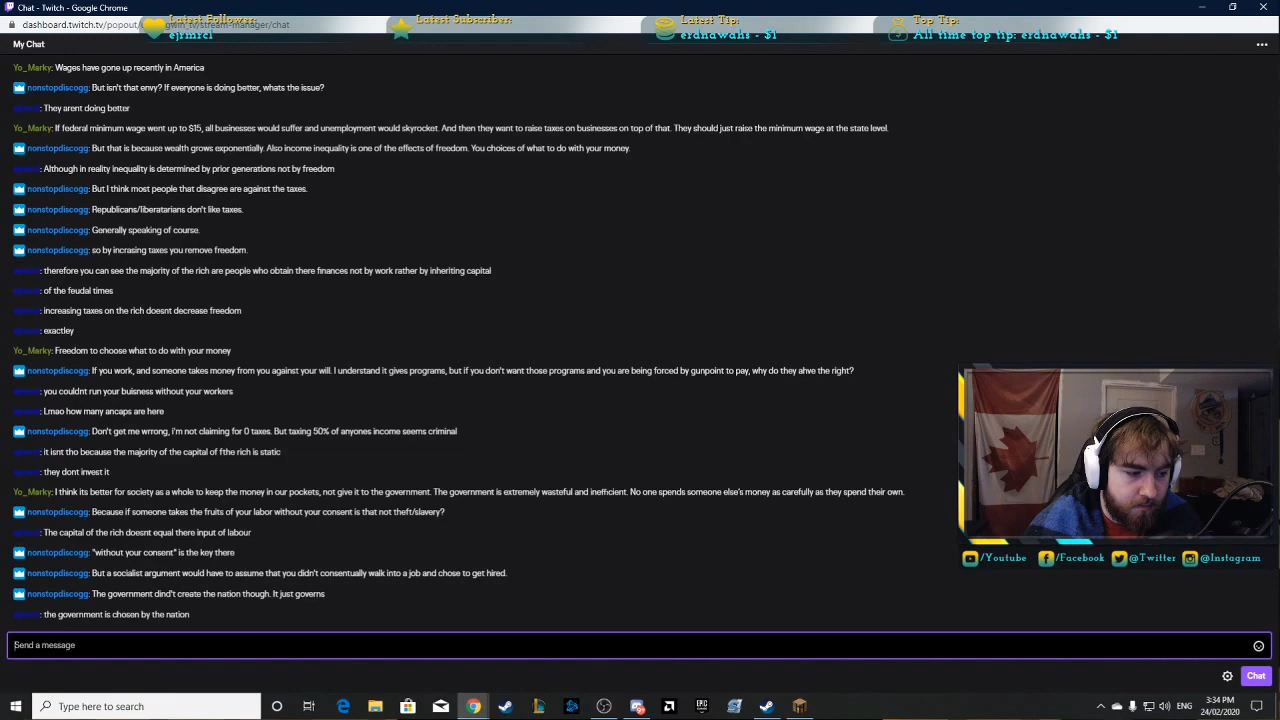 Chat - Twitch - Google Chrome
Latest Follower:
Latest Subscriber:
Latest Tip:
Top Tip:
dashboard.twitch.tv/popout/
/stream-manager/chat
ejrmrcl
erdnawahs - $1
All time top tip: erdnawahs - $1
My Chat
Yo_Marky: Wages have gone up recently in America
nonstopdiscogg: But isn't that envy? If everyone is doing better, whats the issue?
: They arent doing better
Yo_Marky: If federal minimum wage went up to $15, all businesses would suffer and unemployment would skyrocket. And then they want to raise taxes on businesses on top of that. They should just raise the minimum wage at the state level.
nonstopdiscogg: But that is because wealth grows exponentially. Also income inequality is one of the effects of freedom. You choices of what to do with your money.
: Although in reality inequality is determined by prior generations not by freedom
nonstopdiscogg: But I think most people that disagree are against the taxes.
nonstopdiscogg: Republicans/liberatarians don't like taxes.
nonstopdiscogg: Generally speaking of course.
nonstopdiscogg: so by incrasing taxes you remove freedom.
: therefore you can see the majority of the rich are people who obtain there finances not by work rather by inheriting capital
: of the feudal times
: increasing taxes on the rich doesnt decrease freedom
: exactley
Yo_Marky: Freedom to choose what to do with your money
nonstopdiscogg: If you work, and someone takes money from you against your will. I understand it gives programs, but if you don't want those programs and you are being forced by gunpoint to pay, why do they ahve the right?
: you couldnt run your buisness without your workers
: Lmao how many ancaps are here
nonstopdiscogg: Don't get me wrrong, i'm not claiming for 0 taxes. But taxing 50% of anyones income seems criminal
: it isnt tho because the majority of the capital of fthe rich is static
: they dont invest it
Yo_Marky: I think its better for society as a whole to keep the money in our pockets, not give it to the government. The government is extremely wasteful and inefficient. No one spends someone else's money as carefully as they spend their own.
nonstopdiscogg: Because if someone takes the fruits of your labor without your consent is that not theft/slavery?
: The capital of the rich doesnt equal there input of labour
nonstopdiscogg: "without your consent" is the key there
nonstopdiscogg: But a socialist argument would have to assume that you didn't consentually walk into a job and chose to get hired.
nonstopdiscogg: The government dind't create the nation though. It just governs
: the government is chosen by the nation
/Youtube /Facebook @Twitter @Instagram
Send a message
Chat
Type here to search
ENG
3:34 PM
24/02/2020